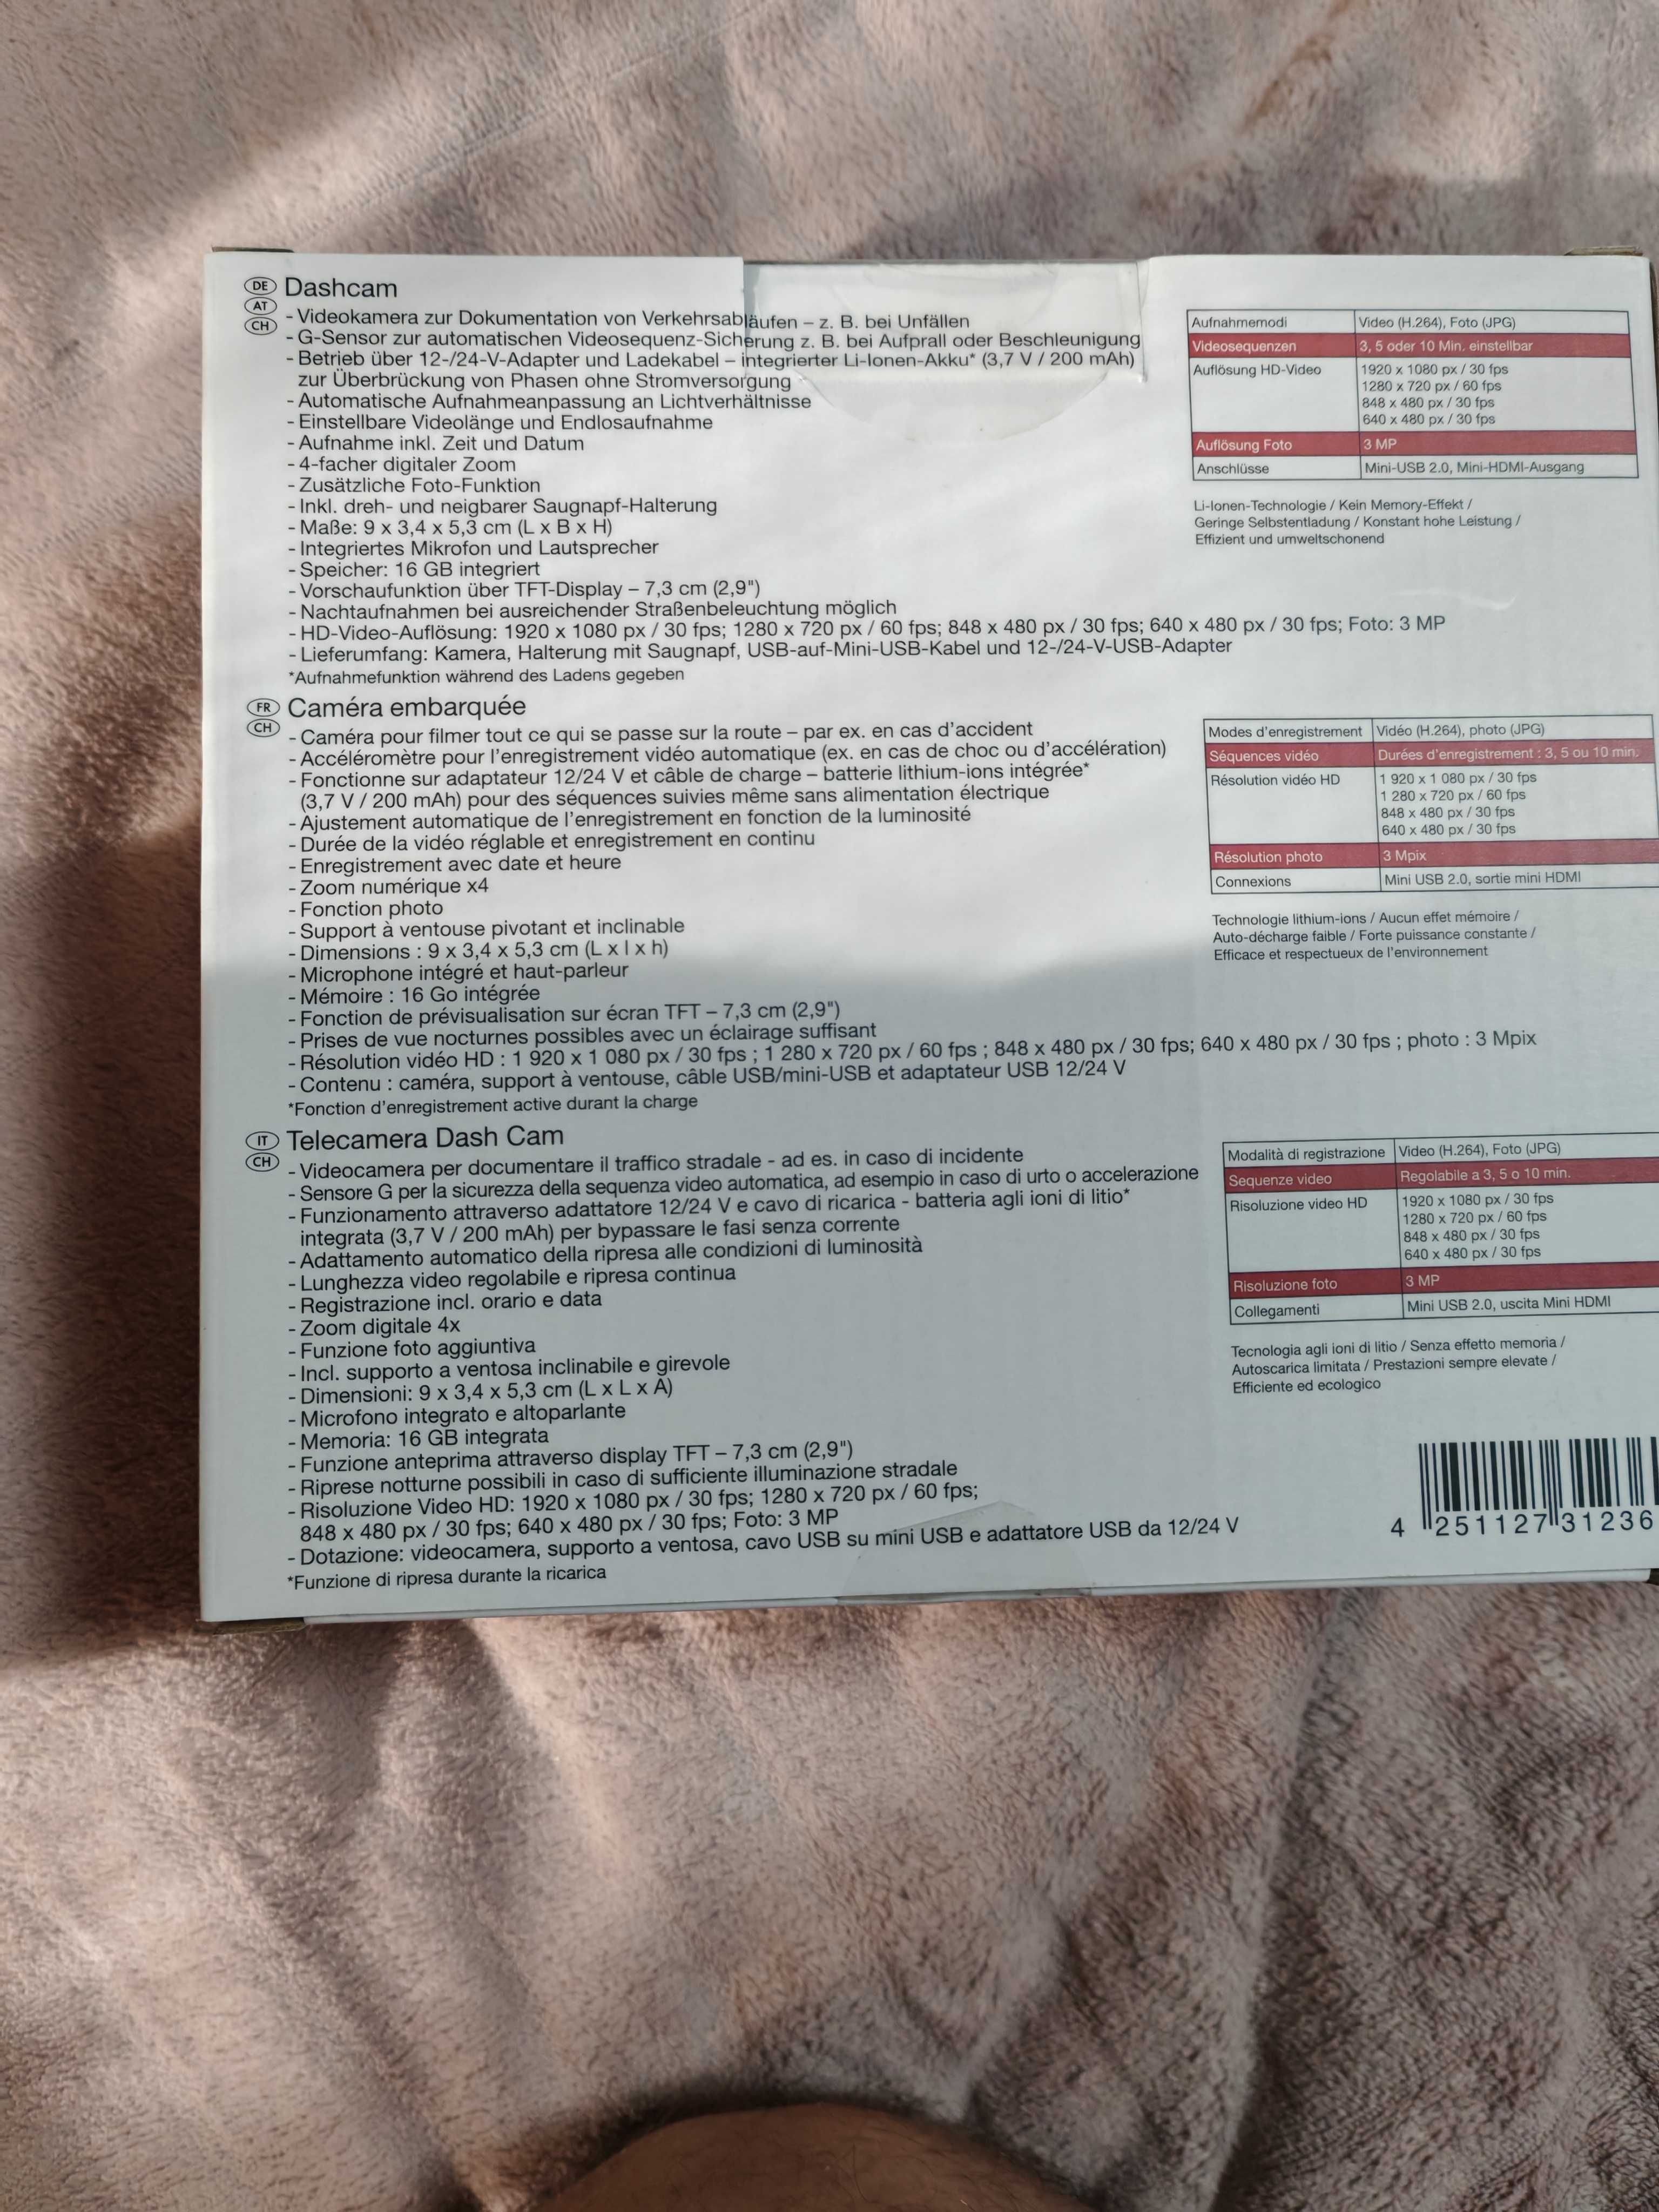 DE Dashcam
AT
CH
- Videokamera zur Dokumentation von Verkehrsabläufen – z. B. bei Unfällen
- G-Sensor zur automatischen Videosequenz-Sicherung z. B. bei Aufprall oder Beschleunigung
- Betrieb über 12-/24-V-Adapter und Ladekabel – integrierter Li-Ionen-Akku* (3,7 V / 200 mAh)
zur Überbrückung von Phasen ohne Stromversorgung
- Automatische Aufnahmeanpassung an Lichtverhältnisse
- Einstellbare Videolänge und Endlosaufnahme
- Aufnahme inkl. Zeit und Datum
- 4-facher digitaler Zoom
- Zusätzliche Foto-Funktion
- Inkl. dreh- und neigbarer Saugnapf-Halterung
- Maße: 9 x 3,4 x 5,3 cm (L x B x H)
- Integriertes Mikrofon und Lautsprecher
- Speicher: 16 GB integriert
- Vorschaufunktion über TFT-Display – 7,3 cm (2,9")
- Nachtaufnahmen bei ausreichender Straßenbeleuchtung möglich
- HD-Video-Auflösung: 1920 x 1080 px / 30 fps; 1280 x 720 px / 60 fps; 848 x 480 px / 30 fps; 640 x 480 px / 30 fps; Foto: 3 MP
- Lieferumfang: Kamera, Halterung mit Saugnapf, USB-auf-Mini-USB-Kabel und 12-/24-V-USB-Adapter
*Aufnahmefunktion während des Ladens gegeben
Aufnahmemodi Video (H.264), Foto (JPG)
Videosequenzen 3, 5 oder 10 Min. einstellbar
Auflösung HD-Video 1920 x 1080 px / 30 fps
1280 x 720 px / 60 fps
848 x 480 px / 30 fps
640 x 480 px / 30 fps
Auflösung Foto 3 MP
Anschlüsse Mini-USB 2.0, Mini-HDMI-Ausgang
Li-Ionen-Technologie / Kein Memory-Effekt /
Geringe Selbstentladung / Konstant hohe Leistung /
Effizient und umweltschonend
FR Caméra embarquée
CH
- Caméra pour filmer tout ce qui se passe sur la route – par ex. en cas d'accident
- Accéléromètre pour l'enregistrement vidéo automatique (ex. en cas de choc ou d'accélération)
- Fonctionne sur adaptateur 12/24 V et câble de charge – batterie lithium-ions intégrée*
(3,7 V / 200 mAh) pour des séquences suivies même sans alimentation électrique
- Ajustement automatique de l'enregistrement en fonction de la luminosité
- Durée de la vidéo réglable et enregistrement en continu
- Enregistrement avec date et heure
- Zoom numérique x4
- Fonction photo
- Support à ventouse pivotant et inclinable
- Dimensions : 9 x 3,4 x 5,3 cm (L x l x h)
- Microphone intégré et haut-parleur
- Mémoire : 16 Go intégrée
- Fonction de prévisualisation sur écran TFT – 7,3 cm (2,9")
- Prises de vue nocturnes possibles avec un éclairage suffisant
- Résolution vidéo HD : 1 920 x 1 080 px / 30 fps ; 1 280 x 720 px / 60 fps ; 848 x 480 px / 30 fps; 640 x 480 px / 30 fps ; photo : 3 Mpix
- Contenu : caméra, support à ventouse, câble USB/mini-USB et adaptateur USB 12/24 V
*Fonction d'enregistrement active durant la charge
Modes d'enregistrement Vidéo (H.264), photo (JPG)
Séquences vidéo Durées d'enregistrement : 3, 5 ou 10 min.
Résolution vidéo HD 1 920 x 1 080 px / 30 fps
1 280 x 720 px / 60 fps
848 x 480 px / 30 fps
640 x 480 px / 30 fps
Résolution photo 3 Mpix
Connexions Mini USB 2.0, sortie mini HDMI
Technologie lithium-ions / Aucun effet mémoire /
Auto-décharge faible / Forte puissance constante /
Efficace et respectueux de l'environnement
IT Telecamera Dash Cam
CH
- Videocamera per documentare il traffico stradale - ad es. in caso di incidente
- Sensore G per la sicurezza della sequenza video automatica, ad esempio in caso di urto o accelerazione
- Funzionamento attraverso adattatore 12/24 V e cavo di ricarica - batteria agli ioni di litio*
integrata (3,7 V / 200 mAh) per bypassare le fasi senza corrente
- Adattamento automatico della ripresa alle condizioni di luminosità
- Lunghezza video regolabile e ripresa continua
- Registrazione incl. orario e data
- Zoom digitale 4x
- Funzione foto aggiuntiva
- Incl. supporto a ventosa inclinabile e girevole
- Dimensioni: 9 x 3,4 x 5,3 cm (L x L x A)
- Microfono integrato e altoparlante
- Memoria: 16 GB integrata
- Funzione anteprima attraverso display TFT – 7,3 cm (2,9")
- Riprese notturne possibili in caso di sufficiente illuminazione stradale
- Risoluzione Video HD: 1920 x 1080 px / 30 fps; 1280 x 720 px / 60 fps;
848 x 480 px / 30 fps; 640 x 480 px / 30 fps; Foto: 3 MP
- Dotazione: videocamera, supporto a ventosa, cavo USB su mini USB e adattatore USB da 12/24 V
*Funzione di ripresa durante la ricarica
Modalità di registrazione Video (H.264), Foto (JPG)
Sequenze video Regolabile a 3, 5 o 10 min.
Risoluzione video HD 1920 x 1080 px / 30 fps
1280 x 720 px / 60 fps
848 x 480 px / 30 fps
640 x 480 px / 30 fps
Risoluzione foto 3 MP
Collegamenti Mini USB 2.0, uscita Mini HDMI
Tecnologia agli ioni di litio / Senza effetto memoria /
Autoscarica limitata / Prestazioni sempre elevate /
Efficiente ed ecologico
4 251127 31236